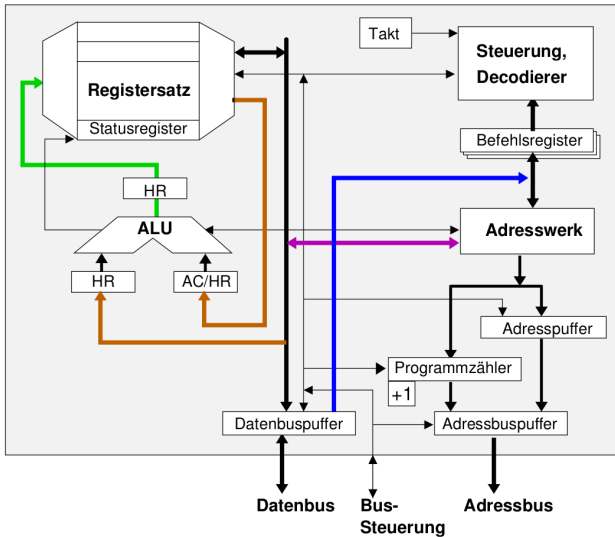 Takt
Steuerung,
Decodierer
Registersatz
Statusregister
Befehlsregister
HR
ALU
Adresswerk
HR
AC/HR
Adresspuffer
Programmzähler
+1
Datenbuspuffer
Adressbuspuffer
Datenbus
Bus-
Steuerung
Adressbus